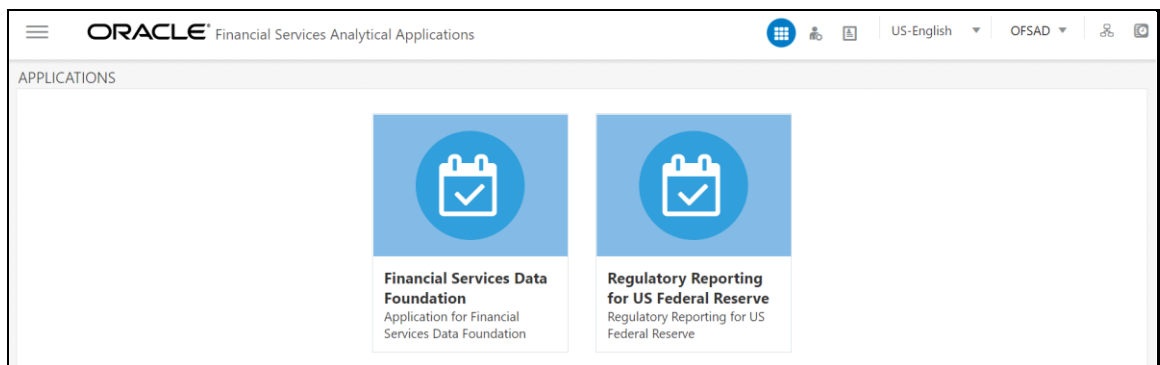 ORACLE® Financial Services Analytical Applications
US-English
OFSAD
APPLICATIONS
Financial Services Data
Foundation
Application for Financial
Services Data Foundation
Regulatory Reporting
for US Federal Reserve
Regulatory Reporting for US
Federal Reserve